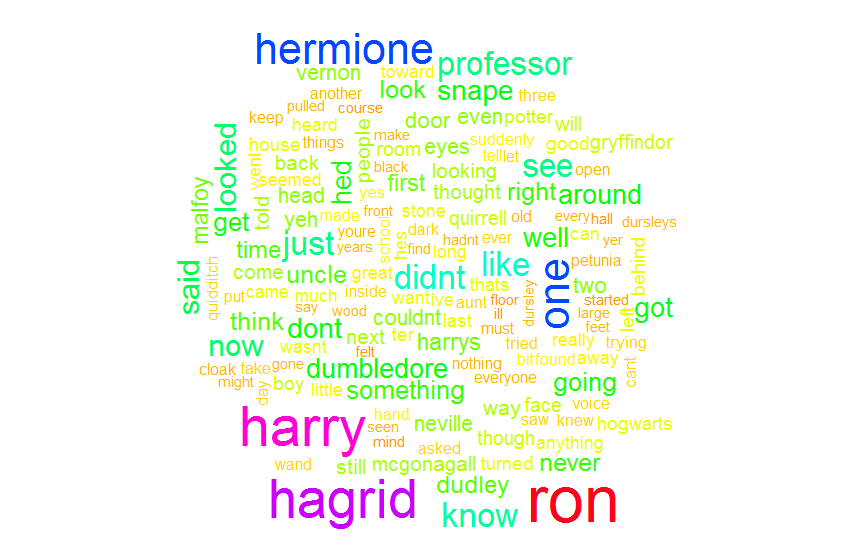 hermione
professor
vernon
toward
look
snape
another
three
pulled
course
keep
door
even
potter
will
heard
make
house
things
people
room
eyes
suddenly
good
gryffindor
looked
went
back
black
looking
telllet
see
open
seemed
hed
first
thought
right
around
malfoy
told
head
yes
get
yeh
made
front
stone
quirrell
old
every
hall
dursleys
time
just
youre
school
hes
dark
hadnt
ever
well
can
yer
years
find
long
petunia
behind
come
uncle
great
didnt
like
one
said
quidditch
came
much
inside
want
ive
aunt
thats
floor
two
started
put
say
wood
couldnt
last
ill
dursley
large
left
got
think
dont
next
ter
harrys
must
feet
now
wasnt
felt
tried
really
trying
cloak
take
gone
dumbledore
nothing
bit
found
away
cant
might
day
boy
little
something
everyone
going
harry
hand
seen
neville
way
face
voice
saw
knew
hogwarts
mind
asked
though
anything
wand
still
mcgonagall
turned
never
hagrid
dudley
know
ron